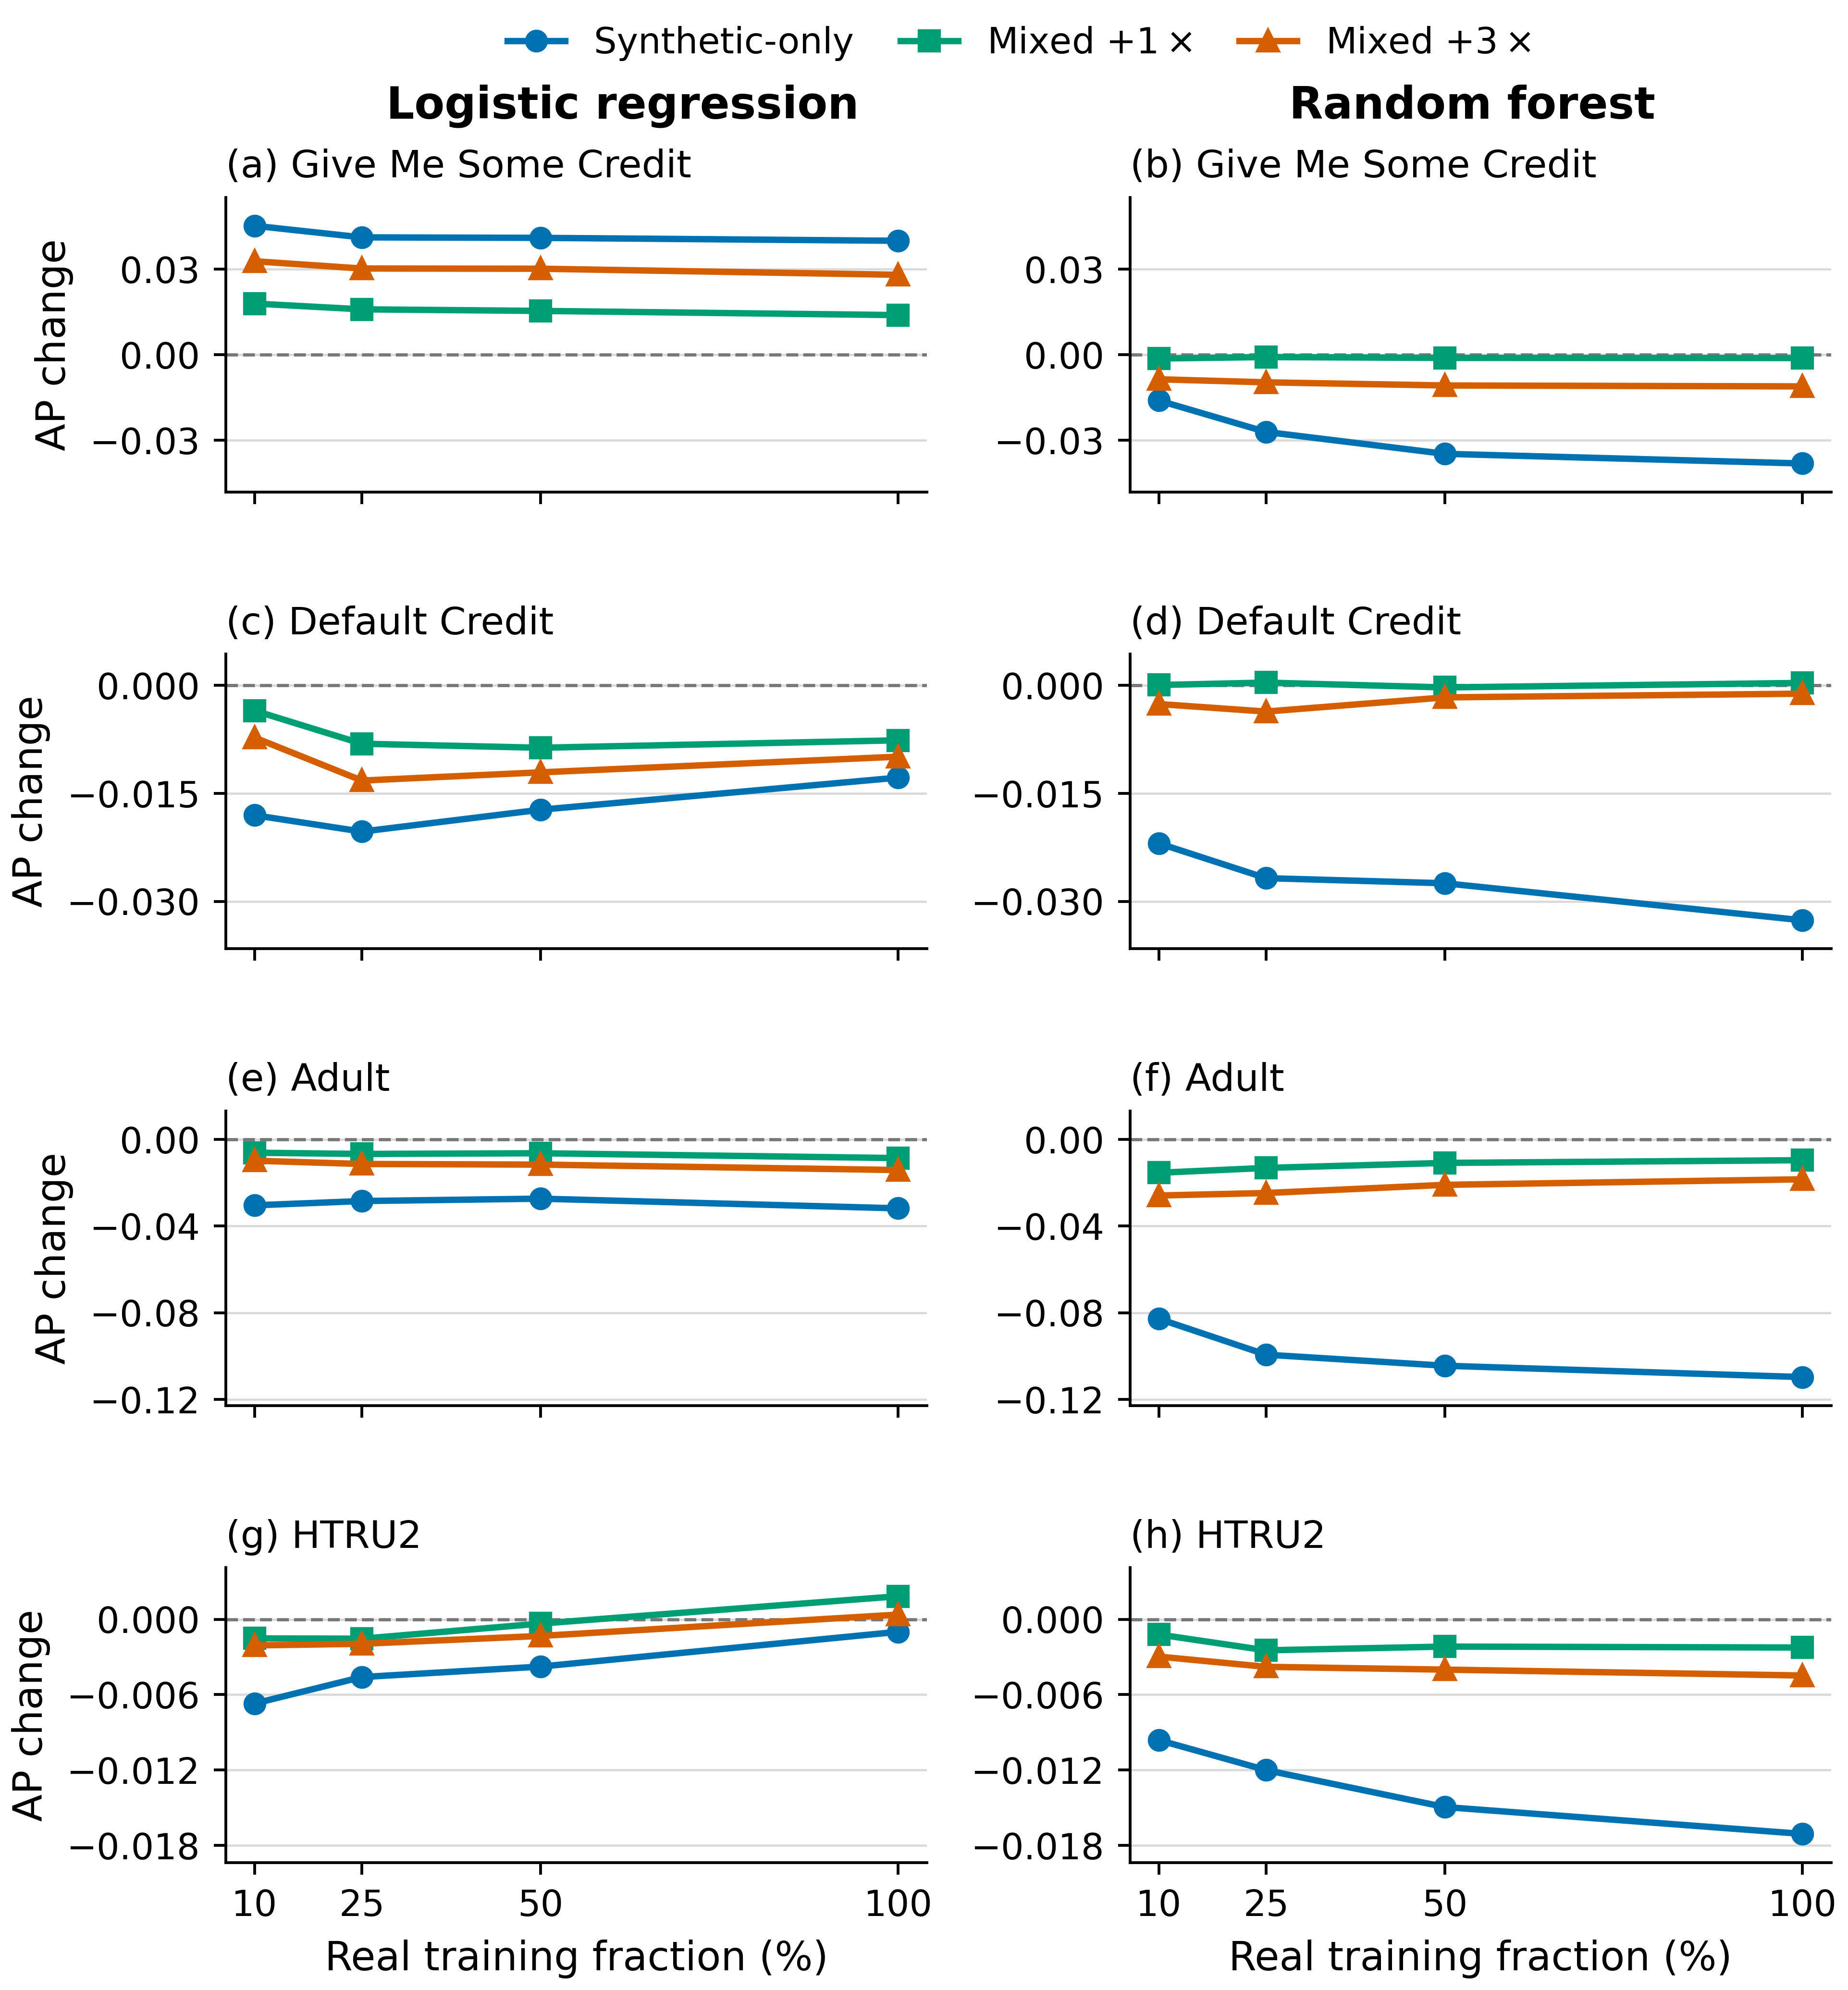 Synthetic-only Mixed +1 × Mixed +3 ×
Logistic regression Random forest
(a) Give Me Some Credit
AP change
0.03
0.00
−0.03
(b) Give Me Some Credit
0.03
0.00
−0.03
(c) Default Credit
AP change
0.000
−0.015
−0.030
(d) Default Credit
0.000
−0.015
−0.030
(e) Adult
AP change
0.00
−0.04
−0.08
−0.12
(f) Adult
0.00
−0.04
−0.08
−0.12
(g) HTRU2
AP change
0.000
−0.006
−0.012
−0.018
10 25 50 100
Real training fraction (%)
(h) HTRU2
0.000
−0.006
−0.012
−0.018
10 25 50 100
Real training fraction (%)